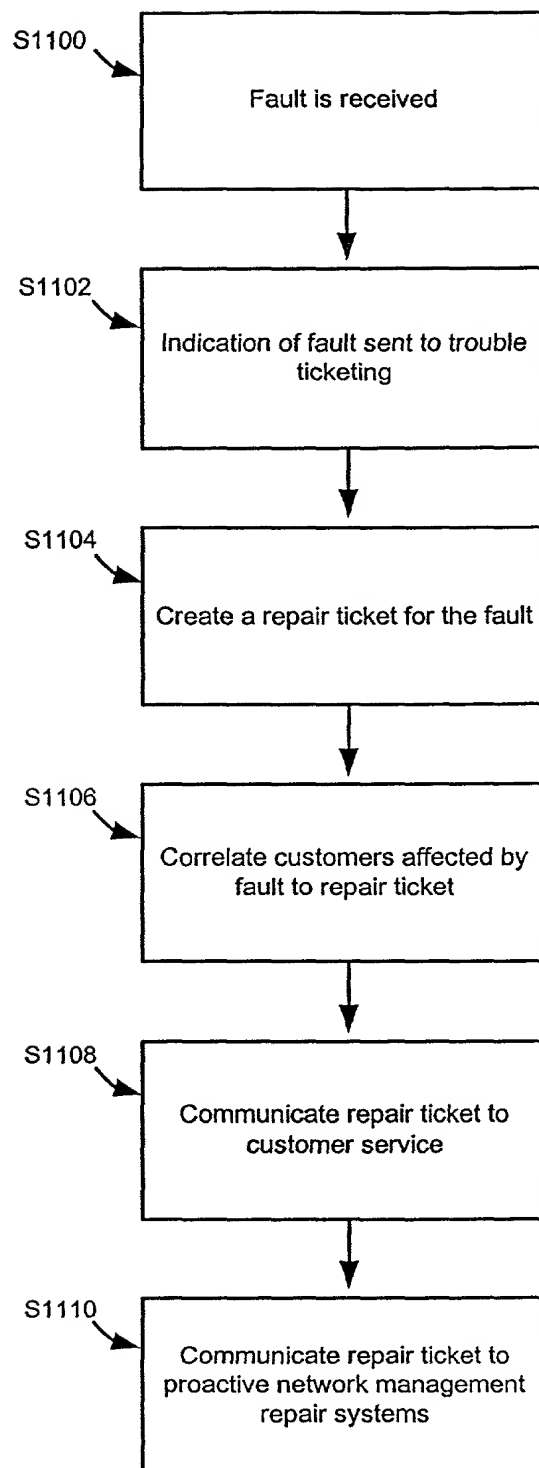 S1100
Fault is received
S1102
Indication of fault sent to trouble
ticketing
S1104
Create a repair ticket for the fault
S1106
Correlate customers affected by
fault to repair ticket
S1108
Communicate repair ticket to
customer service
S1110
Communicate repair ticket to
proactive network management
repair systems